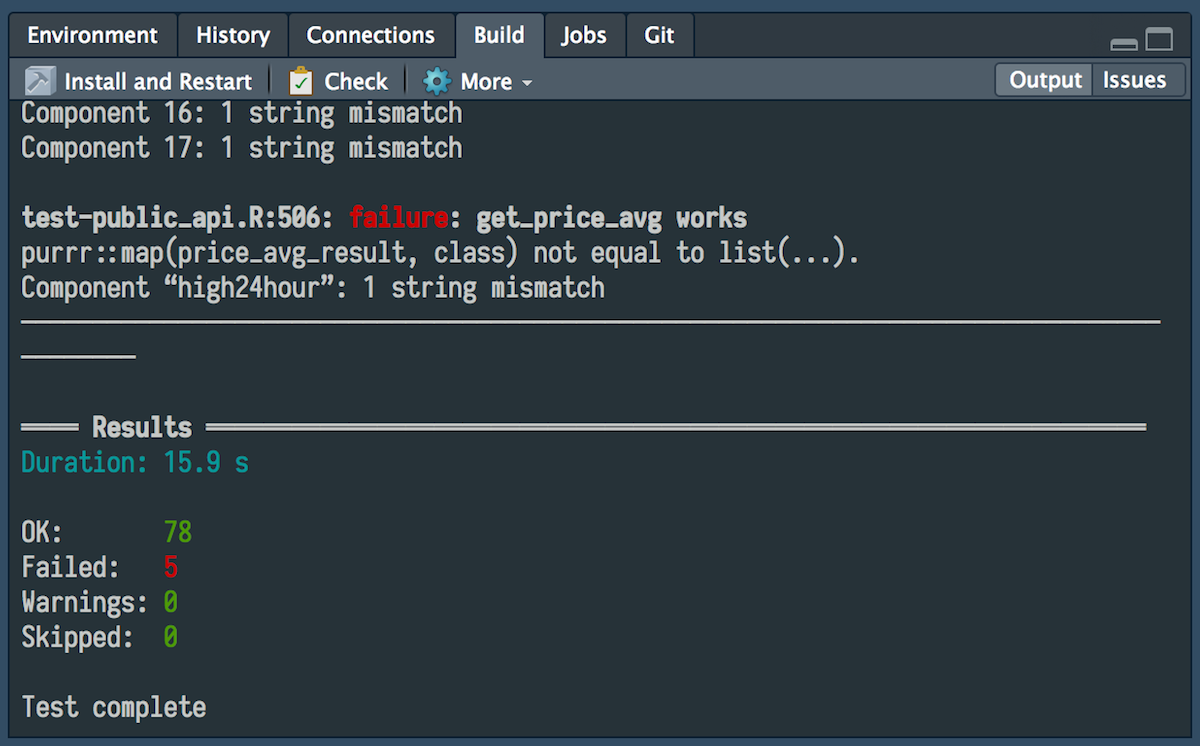 Environment History Connections Build Jobs Git
Install and Restart Check More Output Issues
Component 16: 1 string mismatch
Component 17: 1 string mismatch
test-public_api.R:506: failure: get_price_avg works
purrr::map(price_avg_result, class) not equal to list(...).
Component “high24hour”: 1 string mismatch
Results
Duration: 15.9 s
OK: 78
Failed: 5
Warnings: 0
Skipped: 0
Test complete